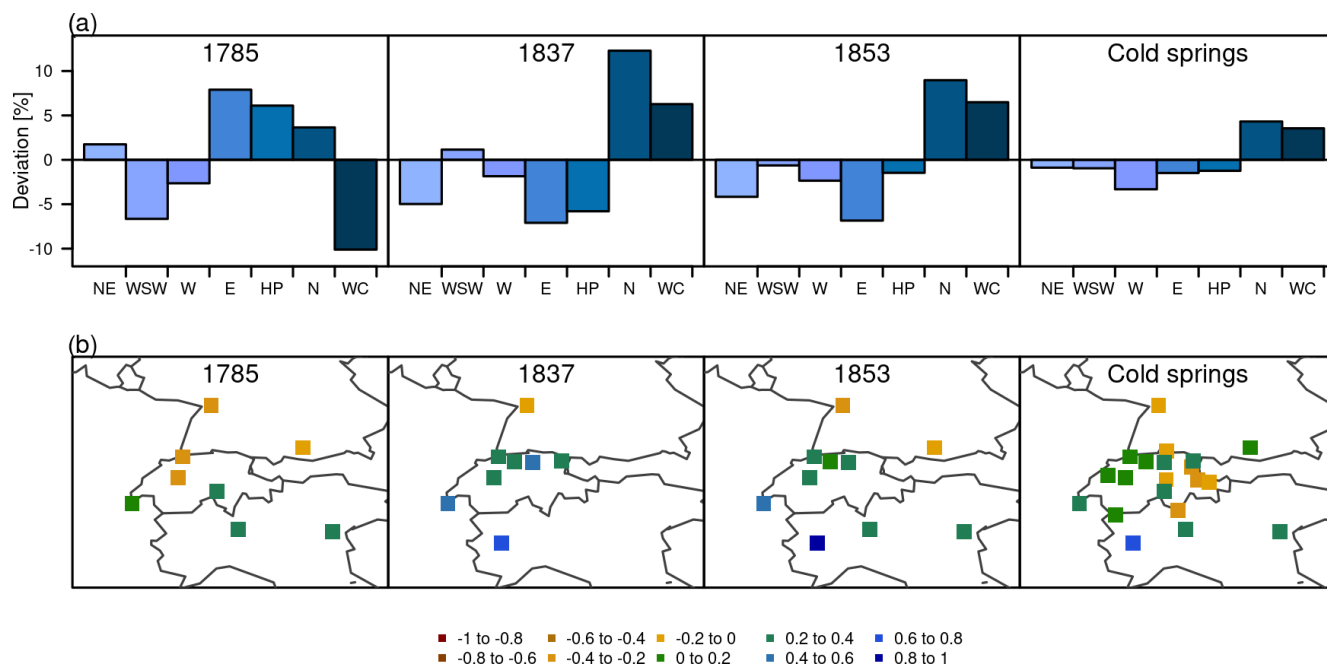 (a)
1785 1837 1853 Cold springs
Deviation [%]
10
5
0
-5
-10
NE WSW W E HP N WC NE WSW W E HP N WC NE WSW W E HP N WC NE WSW W E HP N WC
(b)
1785 1837 1853 Cold springs
-1 to -0.8 -0.6 to -0.4 -0.2 to 0 0.2 to 0.4 0.6 to 0.8
-0.8 to -0.6 -0.4 to -0.2 0 to 0.2 0.4 to 0.6 0.8 to 1